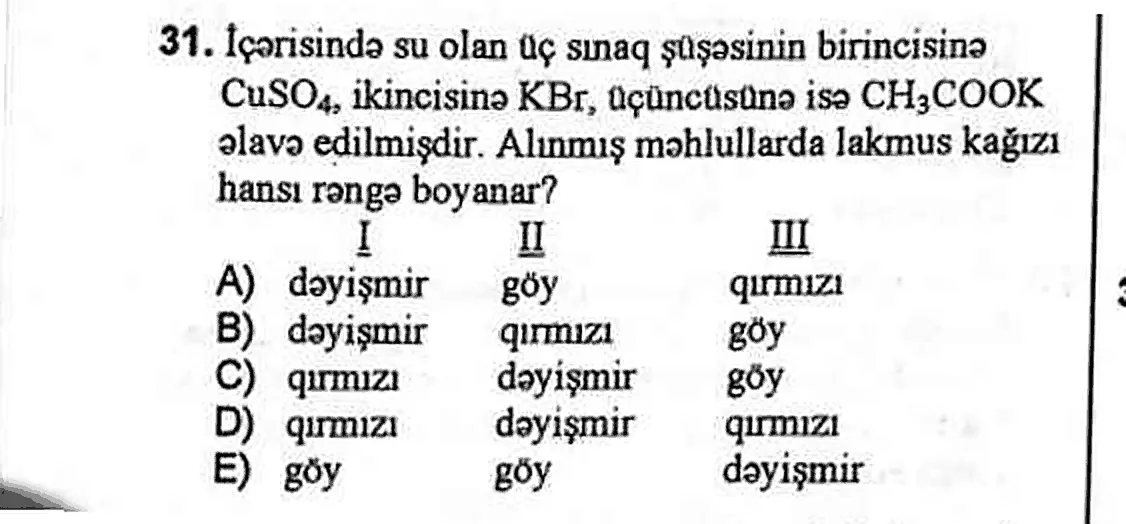 31. İçərisində su olan üç sınaq şüşəsinin birincisinə
CuSO₄, ikincisinə KBr, üçüncüsünə isə CH₃COOK
əlavə edilmişdir. Alınmış məhlullarda lakmus kağızı
hansı rəngə boyanar?
I II III
A) dəyişmir göy qırmızı
B) dəyişmir qırmızı göy
C) qırmızı dəyişmir göy
D) qırmızı dəyişmir qırmızı
E) göy göy dəyişmir